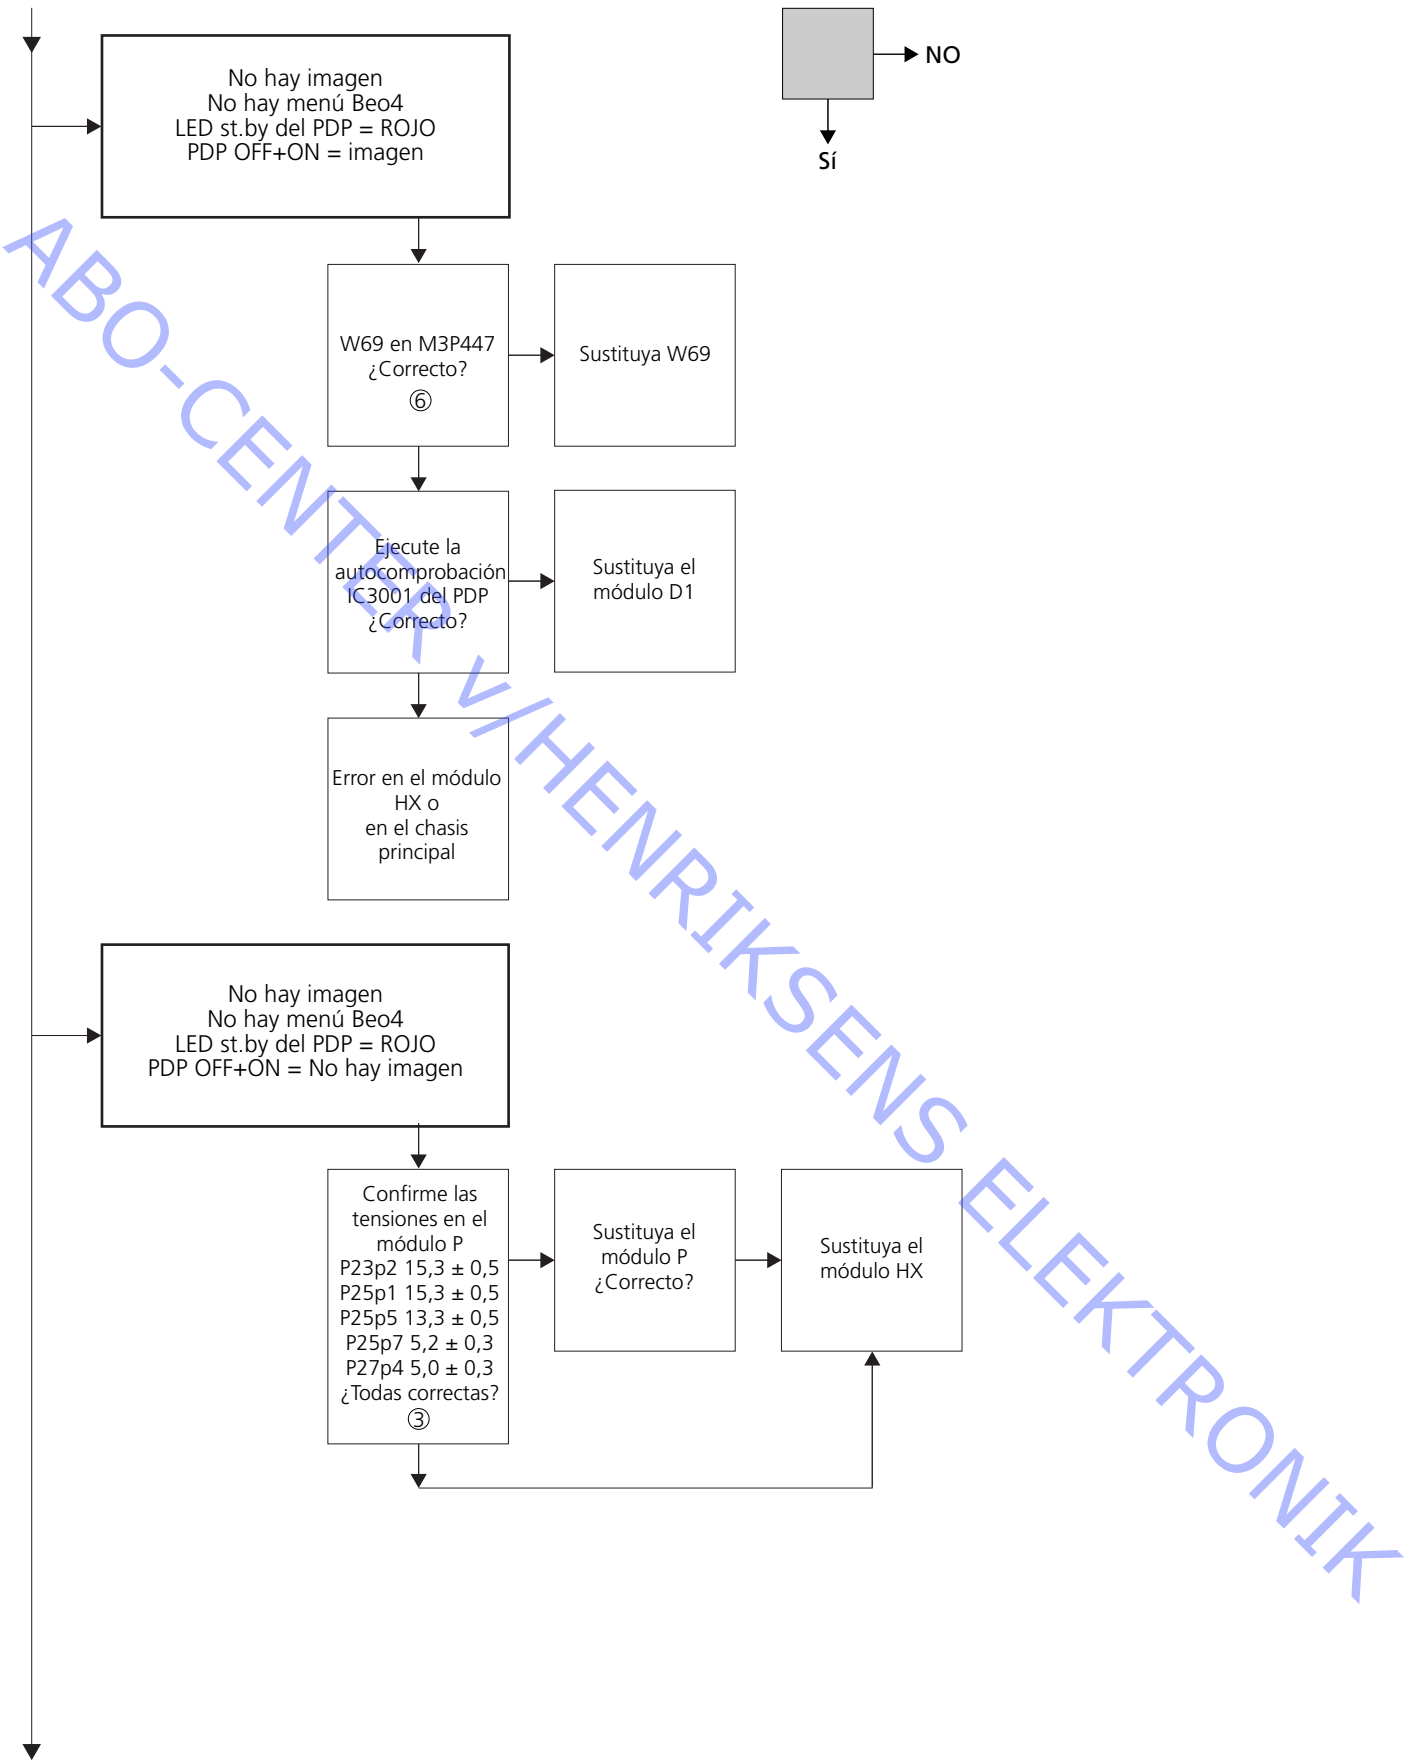 NO
Sí
No hay imagen
No hay menú Beo4
LED st.by del PDP = ROJO
PDP OFF+ON = imagen
W69 en M3P447
¿Correcto?
⑥
Sustituya W69
Ejecute la
autocomprobación
IC3001 del PDP
¿Correcto?
Sustituya el
módulo D1
Error en el módulo
HX o
en el chasis
principal
No hay imagen
No hay menú Beo4
LED st.by del PDP = ROJO
PDP OFF+ON = No hay imagen
Confirme las
tensiones en el
módulo P
P23p2 15,3 ± 0,5
P25p1 15,3 ± 0,5
P25p5 13,3 ± 0,5
P25p7 5,2 ± 0,3
P27p4 5,0 ± 0,3
¿Todas correctas?
③
Sustituya el
módulo P
¿Correcto?
Sustituya el
módulo HX
ABO-CENTER v/HENRIKSENS ELEKTRONIK